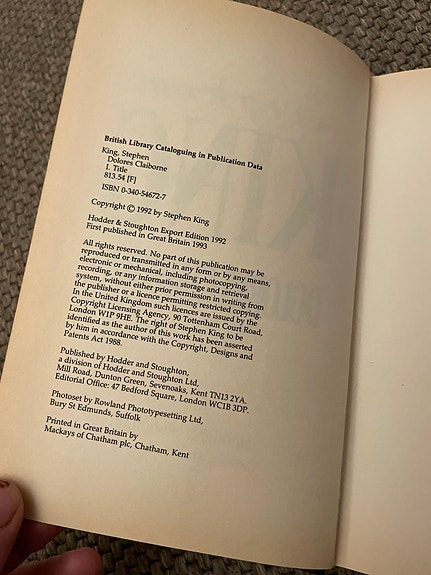 British Library Cataloguing in Publication Data
King, Stephen
Dolores Claiborne
I. Title
813.54 [F]
ISBN 0-340-54672-7
Copyright © 1992 by Stephen King
Hodder & Stoughton Export Edition 1992
First published in Great Britain 1993
All rights reserved. No part of this publication may be
reproduced or transmitted in any form or by any means,
electronic or mechanical, including photocopying,
recording, or any information storage and retrieval
system, without either prior permission in writing from
the publisher or a licence permitting restricted copying.
In the United Kingdom such licences are issued by the
Copyright Licensing Agency, 90 Tottenham Court Road,
London W1P 9HE. The right of Stephen King to be
identified as the author of this work has been asserted
by him in accordance with the Copyright, Designs and
Patents Act 1988.
Published by Hodder and Stoughton,
a division of Hodder and Stoughton Ltd,
Mill Road, Dunton Green, Sevenoaks, Kent TN13 2YA.
Editorial Office: 47 Bedford Square, London WC1B 3DP.
Photoset by Rowland Phototypesetting Ltd,
Bury St Edmunds, Suffolk
Printed in Great Britain by
Mackays of Chatham plc, Chatham, Kent